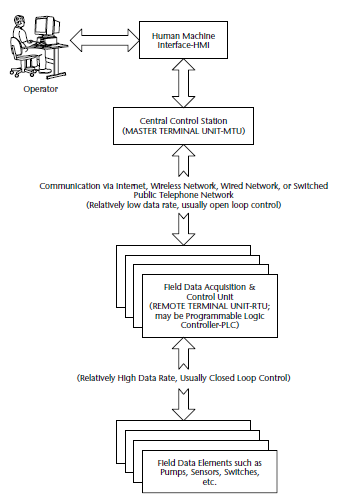 Human Machine
Interface-HMI
Operator
Central Control Station
(MASTER TERMINAL UNIT-MTU)
Communication via Internet, Wireless Network, Wired Network, or Switched
Public Telephone Network
(Relatively low data rate, usually open loop control)
Field Data Acquisition &
Control Unit
(REMOTE TERMINAL UNIT-RTU;
may be Programmable Logic
Controller-PLC)
(Relatively High Data Rate, Usually Closed Loop Control)
Field Data Elements such as
Pumps, Sensors, Switches,
etc.